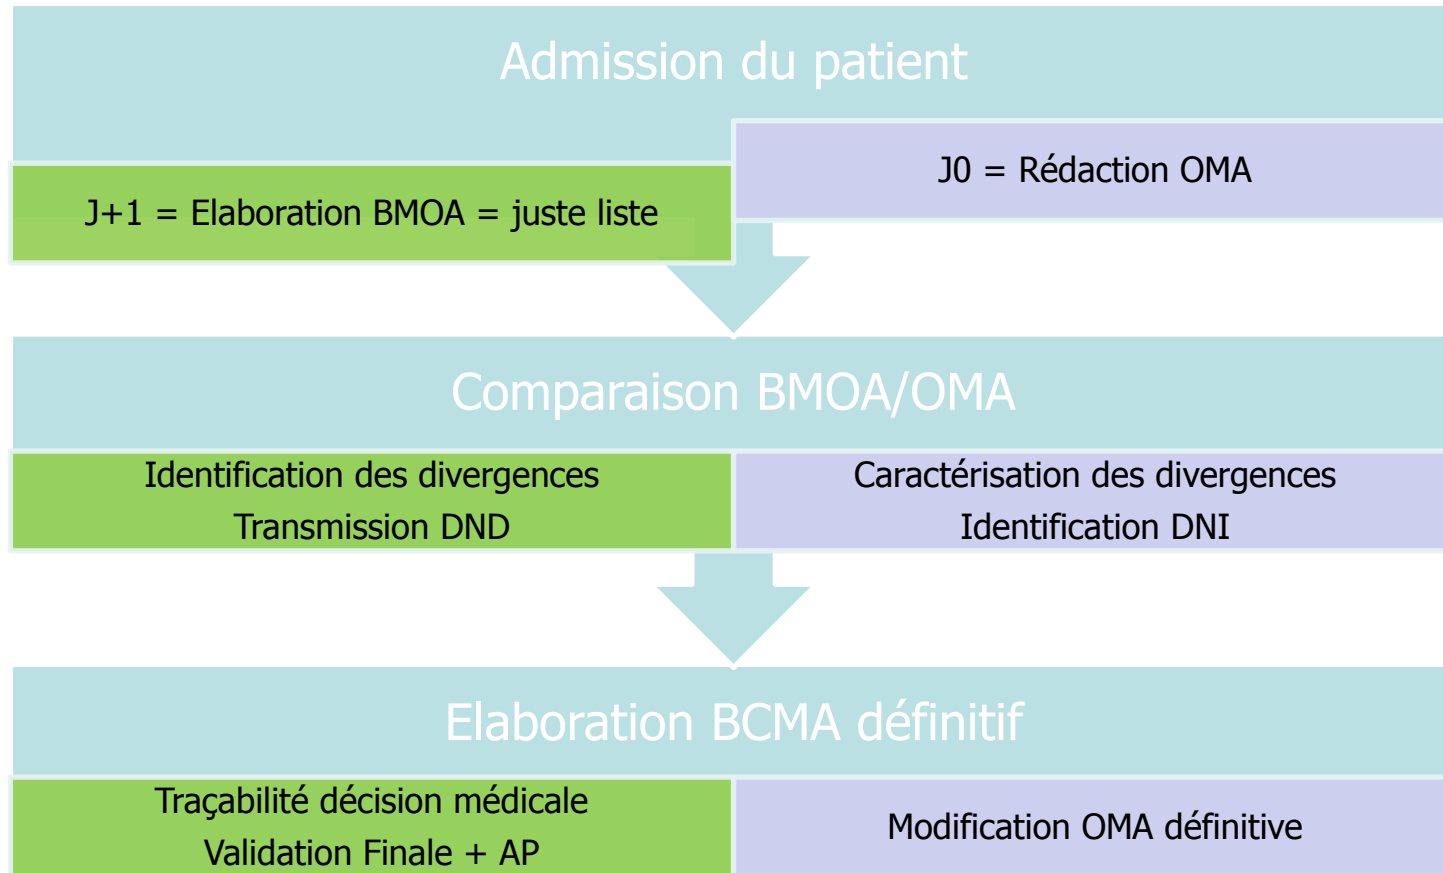 Admission du patient
J+1 = Elaboration BMOA = juste liste
J0 = Rédaction OMA
Comparaison BMOA/OMA
Identification des divergences
Transmission DND
Caractérisation des divergences
Identification DNI
Elaboration BCMA définitif
Traçabilité décision médicale
Validation Finale + AP
Modification OMA définitive